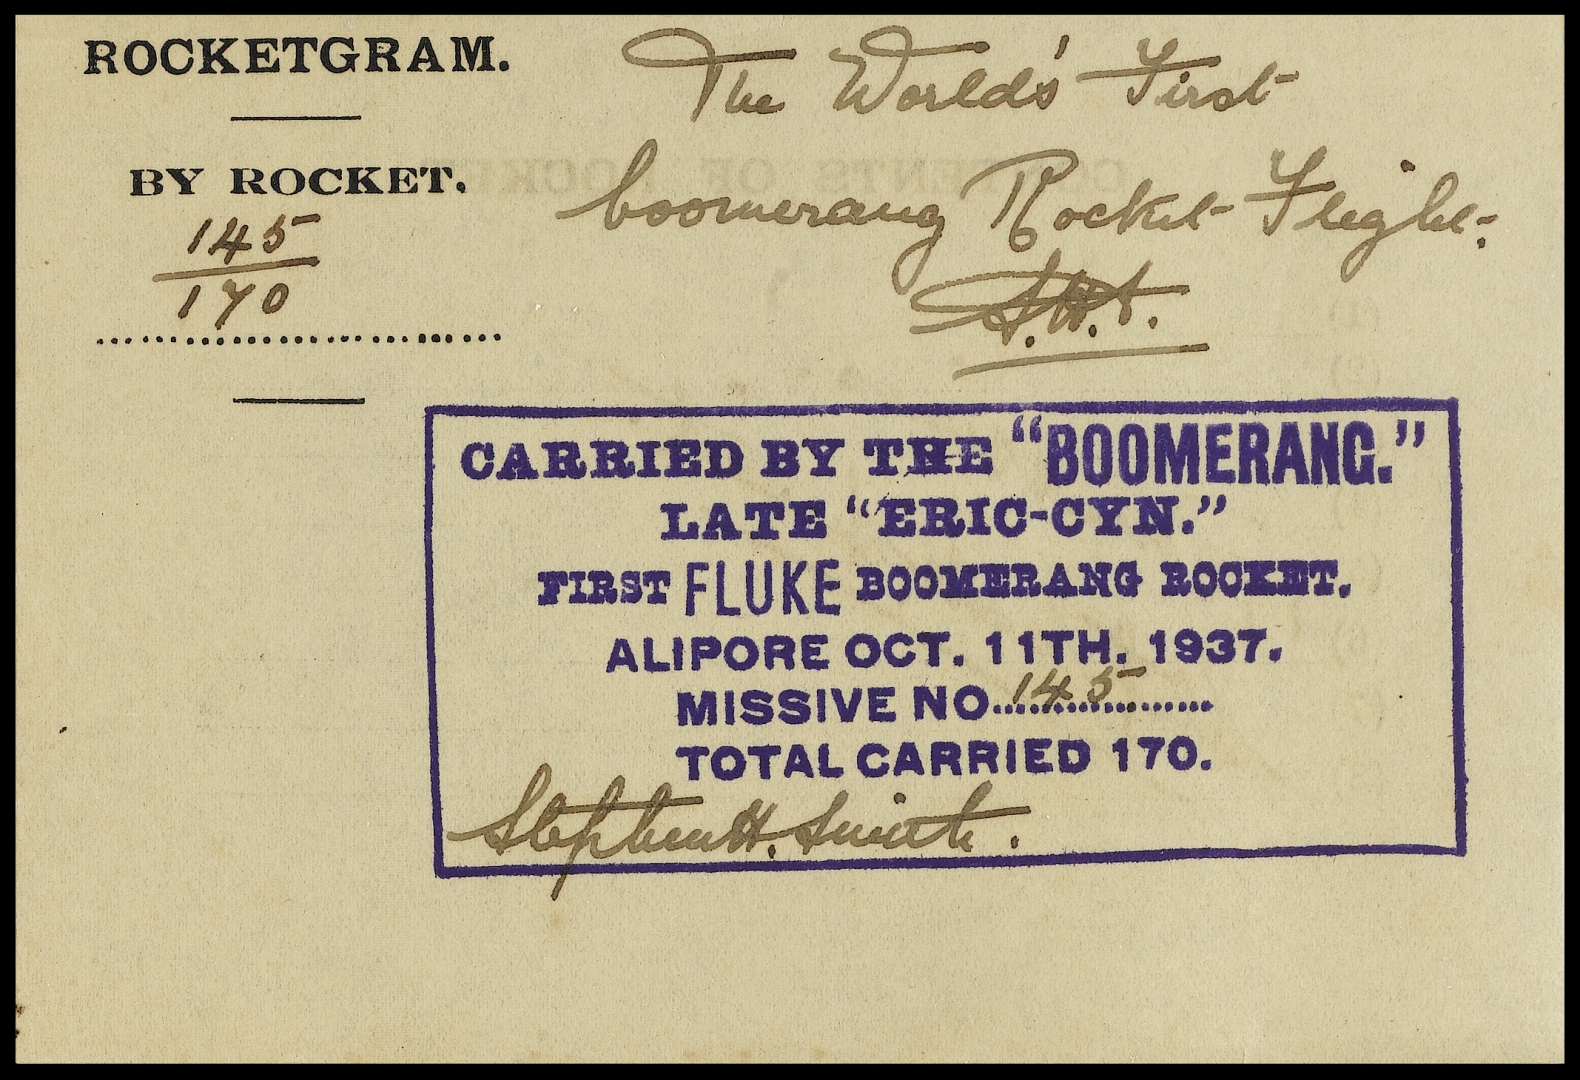 ROCKETGRAM.
BY ROCKET.
145
170
The World's First
boomerang Rocket Flight.
S.H.S.
CARRIED BY THE "BOOMERANG."
LATE "ERIC-CYN."
FIRST FLUKE BOOMERANG ROCKET.
ALIPORE OCT. 11TH. 1937.
MISSIVE NO. 145
TOTAL CARRIED 170.
Stephen H. Smith.